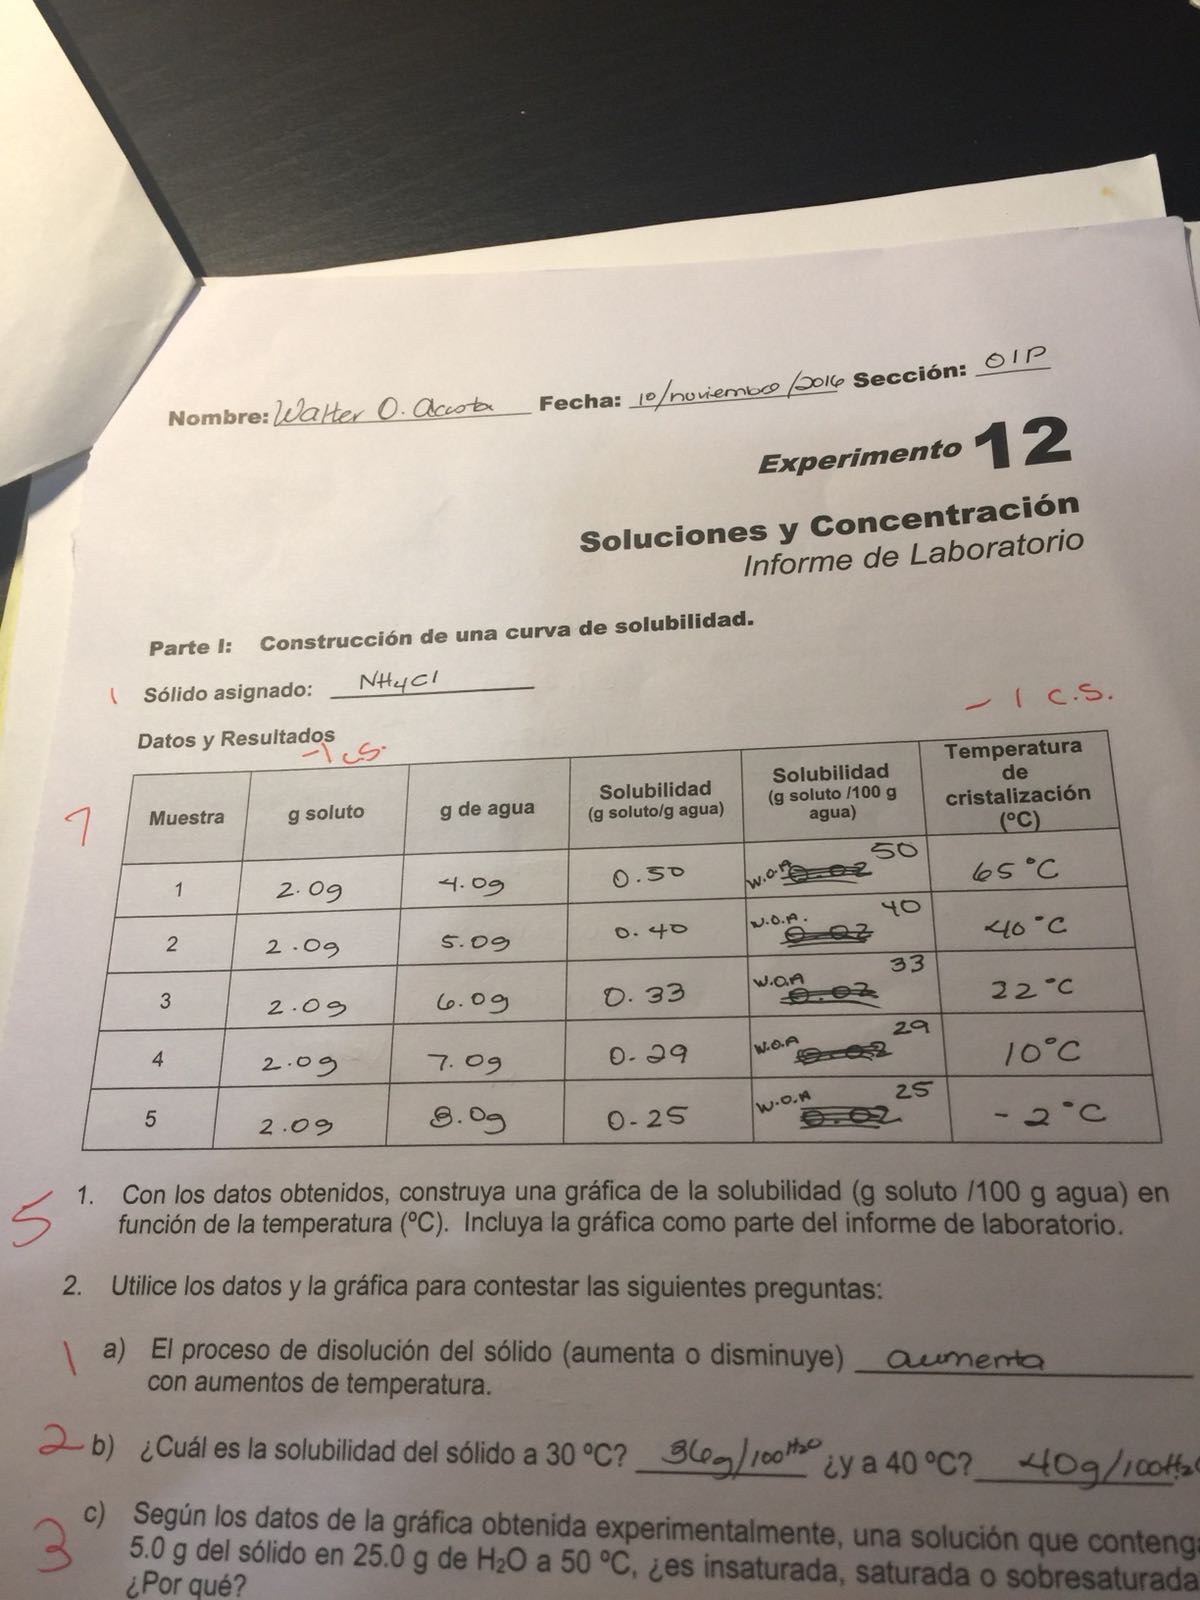 Nombre: Walter O. Acosta Fecha: 10/noviembre/2016 Sección: 01P
Experimento 12
Soluciones y Concentración
Informe de Laboratorio
Parte I: Construcción de una curva de solubilidad.
1 Sólido asignado: NH4Cl
-1 c.s.
Datos y Resultados
-1 c.s.
7
Muestra g soluto g de agua Solubilidad (g soluto/g agua) Solubilidad (g soluto /100 g agua) Temperatura de cristalización (ºC)
1 2.0g 4.0g 0.50 W.O.A 0.02 50 65°C
2 2.0g 5.0g 0.40 W.O.A. 0.02 40 40°C
3 2.0g 6.0g 0.33 W.O.A 0.02 33 22°C
4 2.0g 7.0g 0.29 W.O.A 0.02 29 10°C
5 2.0g 8.0g 0.25 W.O.A 0.02 25 -2°C
5 1. Con los datos obtenidos, construya una gráfica de la solubilidad (g soluto /100 g agua) en
función de la temperatura (ºC). Incluya la gráfica como parte del informe de laboratorio.
2. Utilice los datos y la gráfica para contestar las siguientes preguntas:
1 a) El proceso de disolución del sólido (aumenta o disminuye) aumenta
con aumentos de temperatura.
2 b) ¿Cuál es la solubilidad del sólido a 30 ºC? 36g/100H2O ¿y a 40 ºC? 40g/100H2O
3 c) Según los datos de la gráfica obtenida experimentalmente, una solución que contenga
5.0 g del sólido en 25.0 g de H2O a 50 ºC, ¿es insaturada, saturada o sobresaturada
¿Por qué?